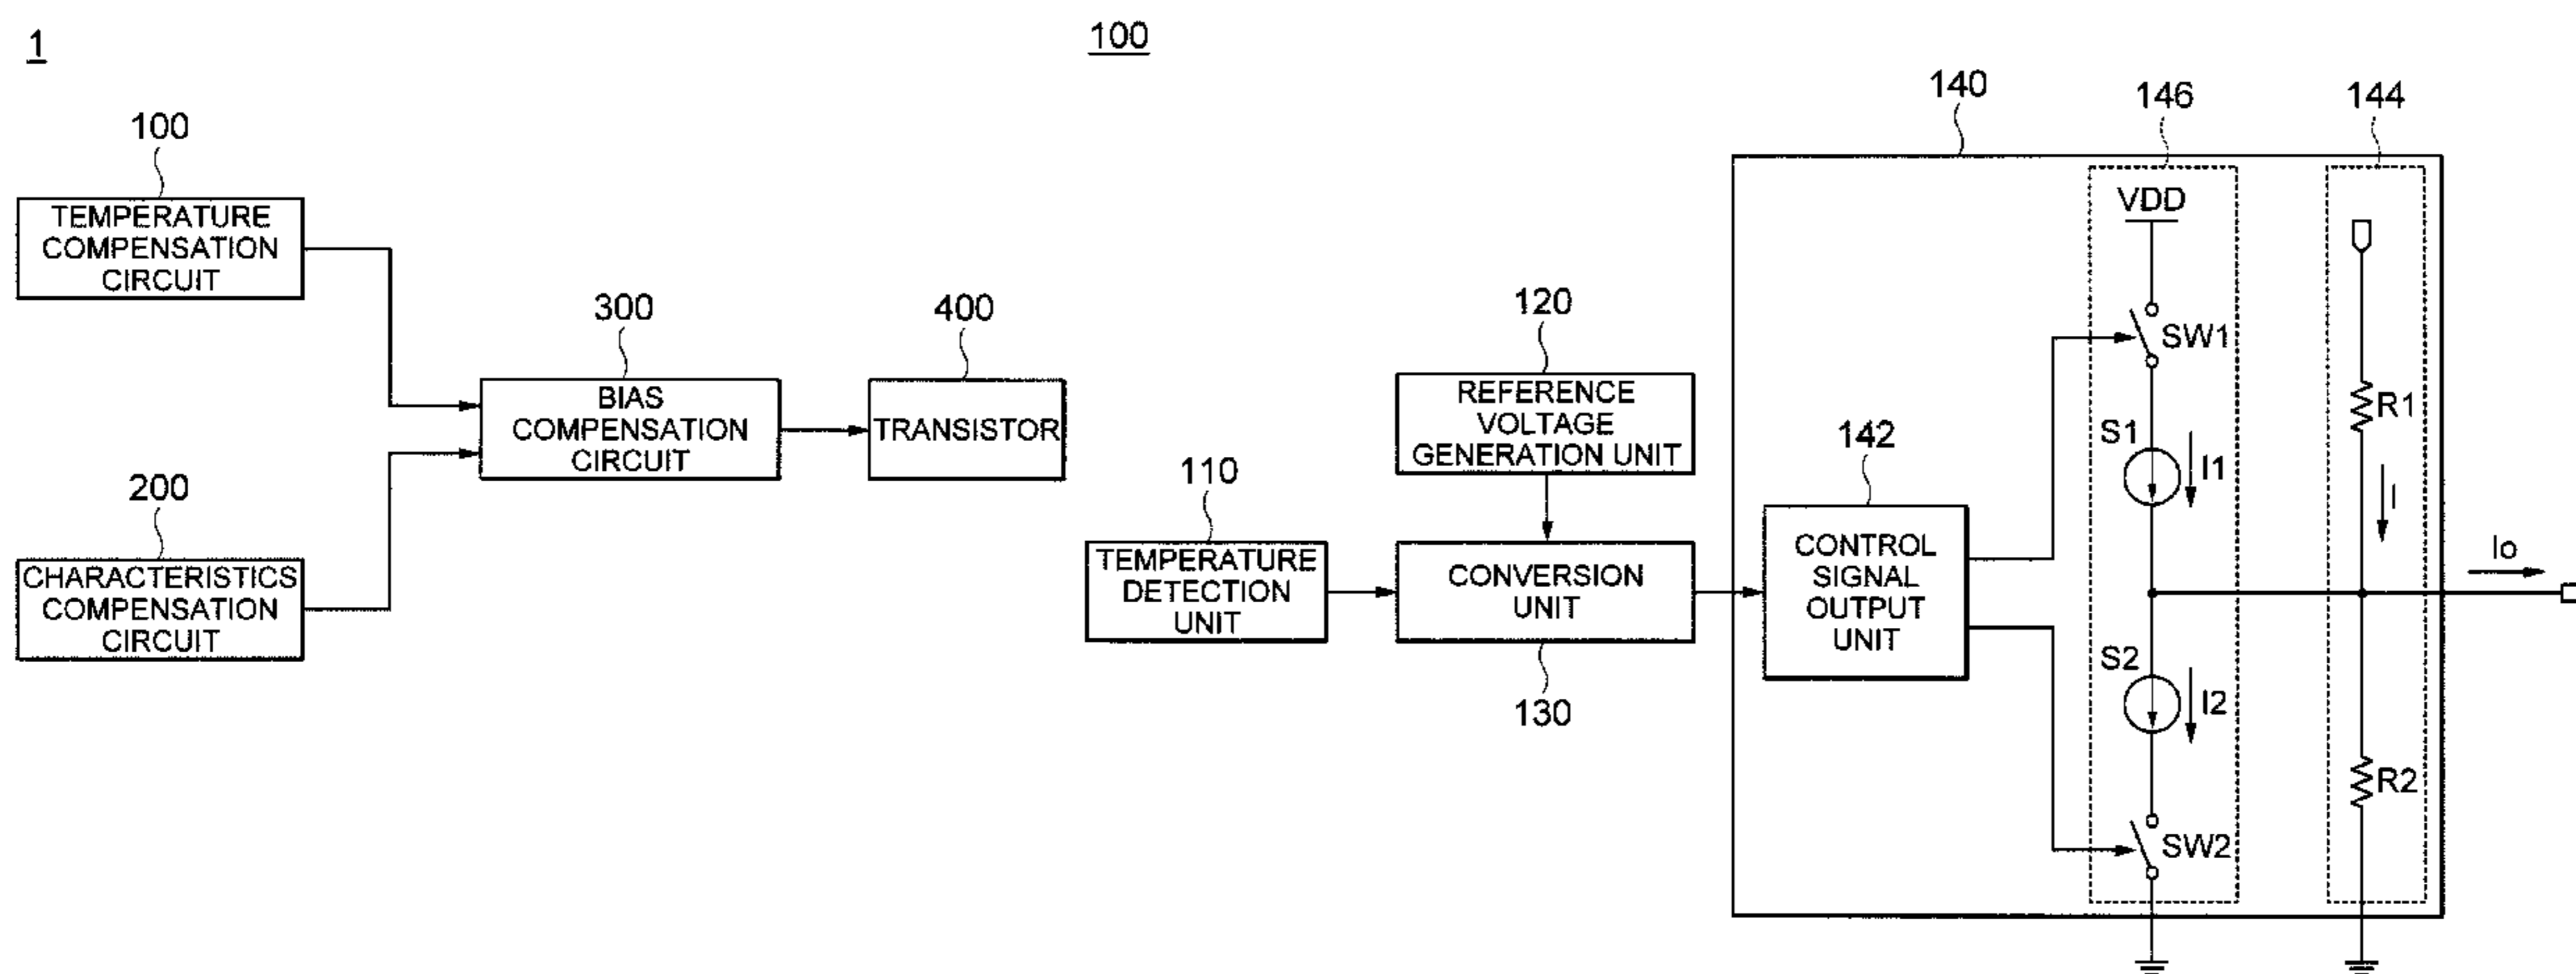 1
100
TEMPERATURE
COMPENSATION
CIRCUIT
200
CHARACTERISTICS
COMPENSATION
CIRCUIT
300
BIAS
COMPENSATION
CIRCUIT
400
TRANSISTOR
100
110
TEMPERATURE
DETECTION
UNIT
120
REFERENCE
VOLTAGE
GENERATION UNIT
CONVERSION
UNIT
130
140
142
CONTROL
SIGNAL
OUTPUT
UNIT
146
VDD
SW1
S1
I1
S2
I2
SW2
144
R1
I
R2
Io